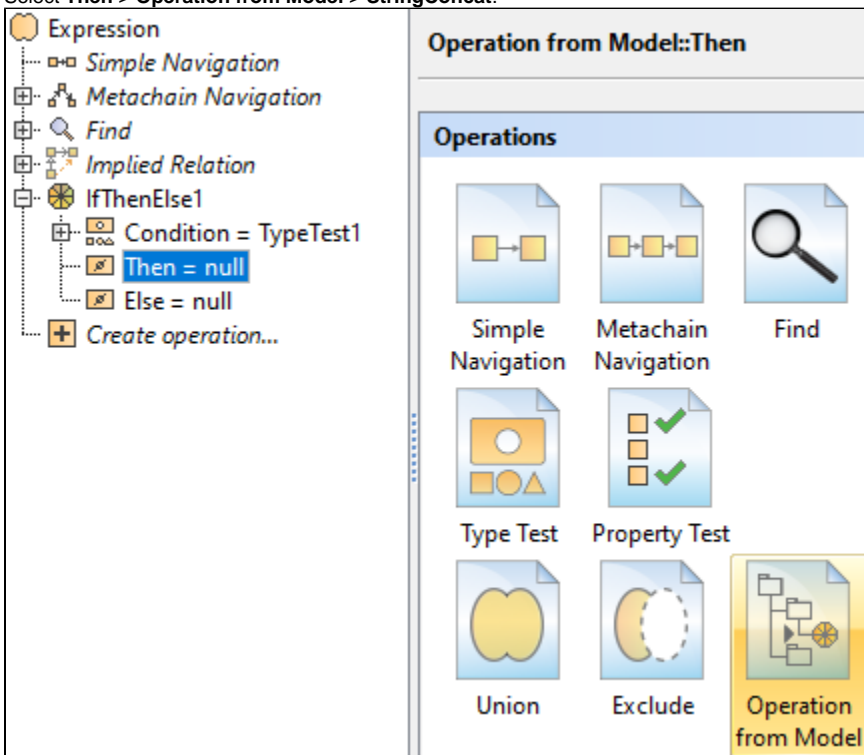 Select Then > Operation from Model > StringConcat.
Expression
Simple Navigation
Metachain Navigation
Find
Implied Relation
IfThenElse1
Condition = TypeTest1
Then = null
Else = null
Create operation...
Operation from Model::Then
Operations
Simple
Navigation
Metachain
Navigation
Find
Type Test
Property Test
Union
Exclude
Operation
from Model